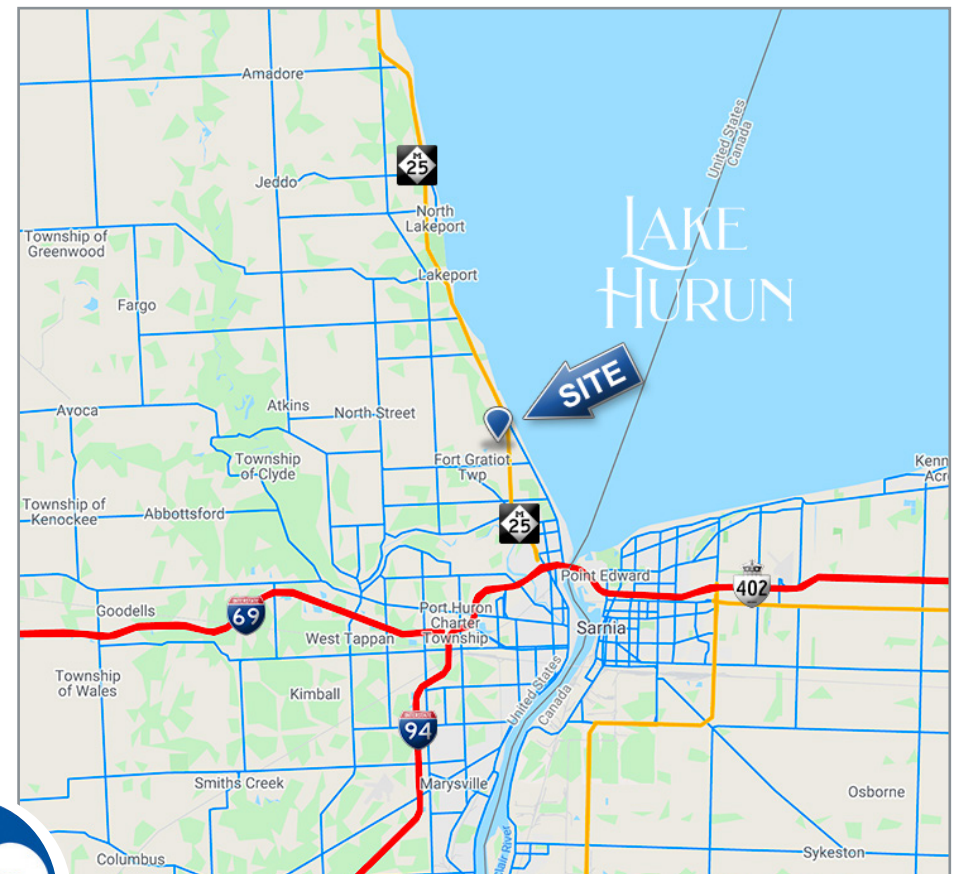 Amadore
M
25
United States
Canada
Jeddo
North
Lakeport
LAKE
HURUN
Township of
Greenwood
Lakeport
Fargo
SITE
Avoca
Atkins
North Street
Fort Gratiot
Twp
Township
of Clyde
Township of
Kenockee
Abbottsford
M
25
Point Edward
402
Goodells
INTERSTATE
69
West Tappan
Port Huron
Charter
Township
Sarnia
Township
of Wales
Kimball
United States
Canada
INTERSTATE
94
Smiths Creek
Marysville
Osborne
Columbus
Sykeston